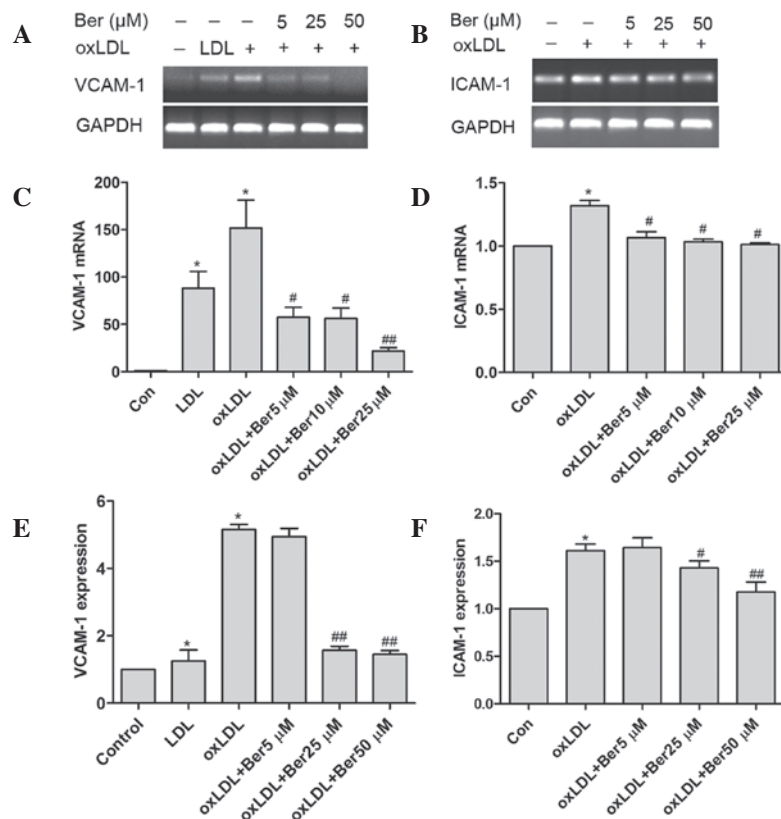 A
Ber (μM) 5 25 50
oxLDL − LDL + + + +
VCAM-1
GAPDH
B
Ber (μM) − − 5 25 50
oxLDL − + + + +
ICAM-1
GAPDH
C
VCAM-1 mRNA
200
150
100
50
0
* * # # ##
Con
LDL
oxLDL
oxLDL+Ber5 μM
oxLDL+Ber10 μM
oxLDL+Ber25 μM
D
ICAM-1 mRNA
1.5
1.0
0.5
0.0
* # # #
Con
oxLDL
oxLDL+Ber5 μM
oxLDL+Ber10 μM
oxLDL+Ber25 μM
E
VCAM-1 expression
6
4
2
0
* * ## ##
Control
LDL
oxLDL
oxLDL+Ber5 μM
oxLDL+Ber25 μM
oxLDL+Ber50 μM
F
ICAM-1 expression
2.0
1.5
1.0
0.5
0.0
* # ##
Con
oxLDL
oxLDL+Ber5 μM
oxLDL+Ber25 μM
oxLDL+Ber50 μM